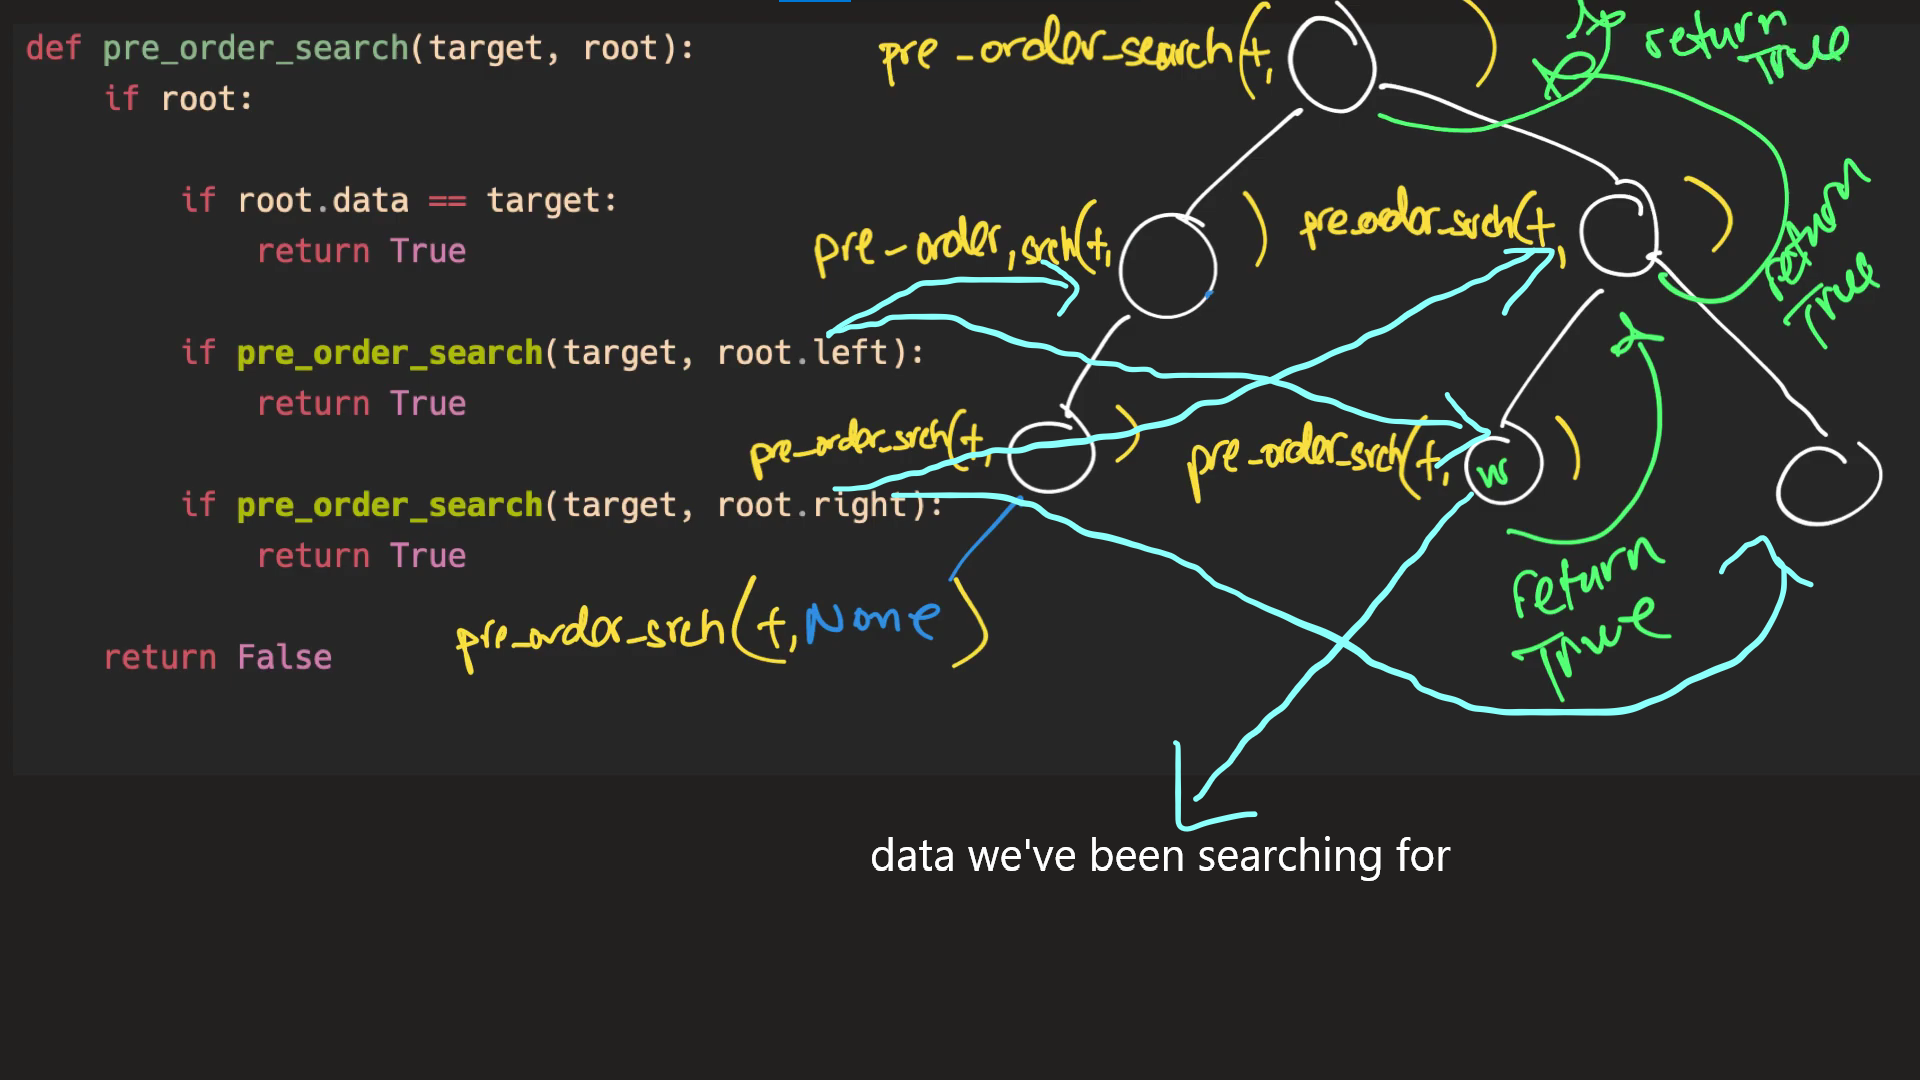 def pre_order_search(target, root):
    if root:
        if root.data == target:
            return True
        if pre_order_search(target, root.left):
            return True
        if pre_order_search(target, root.right):
            return True
    return False
pre_order_search(t, )
return True
pre-order_srch(t, )
pre_order_srch(t, )
return True
pre_order_srch(t, )
pre_order_srch(t, w )
return True
pre_order_srch(t, None )
data we've been searching for